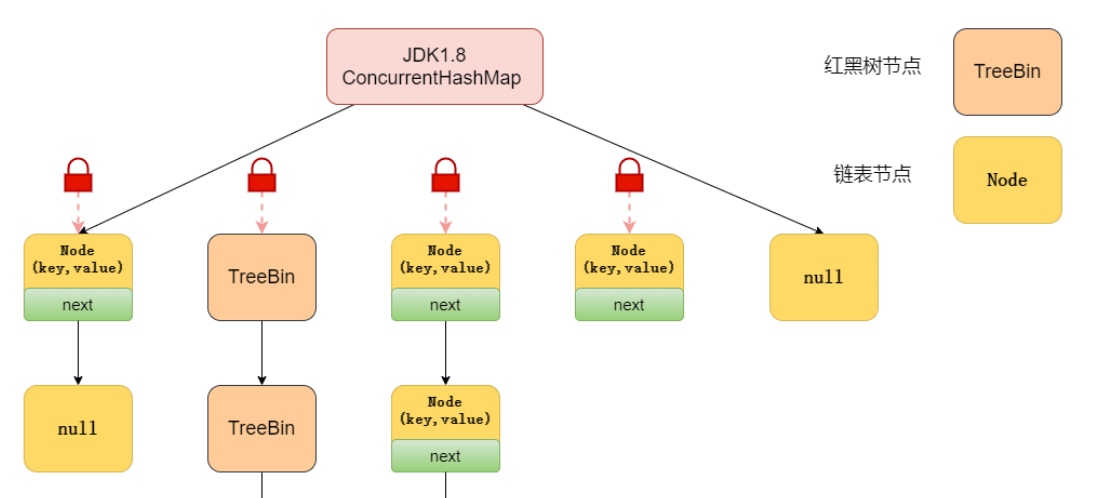 JDK1.8
ConcurrentHashMap
红黑树节点
TreeBin
链表节点
Node
Node
(key,value)
next
TreeBin
Node
(key,value)
next
Node
(key,value)
next
null
null
TreeBin
Node
(key,value)
next